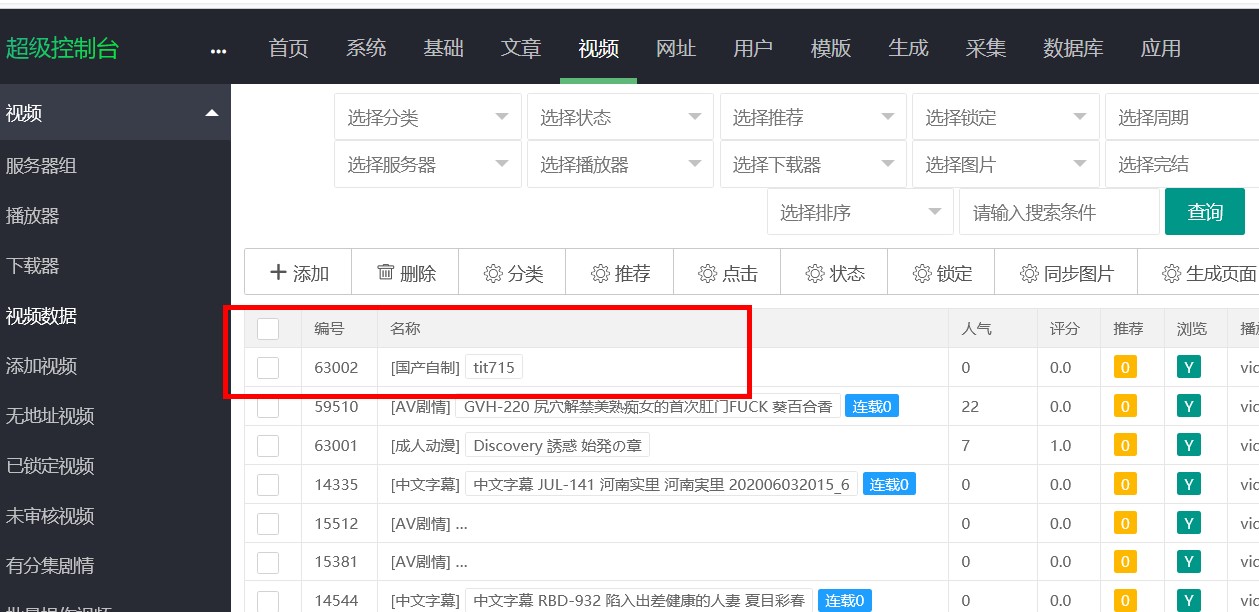 超级控制台 ... 首页 系统 基础 文章 视频 网址 用户 模版 生成 采集 数据库 应用
视频
服务器组
播放器
下载器
视频数据
添加视频
无地址视频
已锁定视频
未审核视频
有分集剧情
选择分类 选择状态 选择推荐 选择锁定 选择周期
选择服务器 选择播放器 选择下载器 选择图片 选择完结
选择排序 请输入搜索条件 查询
添加 删除 分类 推荐 点击 状态 锁定 同步图片 生成页面
编号 名称 人气 评分 推荐 浏览 播
63002 [国产自制] tit715 0 0.0 0 Y vic
59510 [AV剧情] GVH-220 尻穴解禁美熟痴女的首次肛门FUCK 葵百合香 连载0 22 0.0 0 Y vic
63001 [成人动漫] Discovery 誘惑 始発の章 7 1.0 0 Y vic
14335 [中文字幕] 中文字幕 JUL-141 河南实里 河南実里 202006032015_6 连载0 0 0.0 0 Y vic
15512 [AV剧情] ... 0 0.0 0 Y vic
15381 [AV剧情] ... 0 0.0 0 Y vic
14544 [中文字幕] 中文字幕 RBD-932 陷入出差健康的人妻 夏目彩春 连载0 0 0.0 0 Y vic